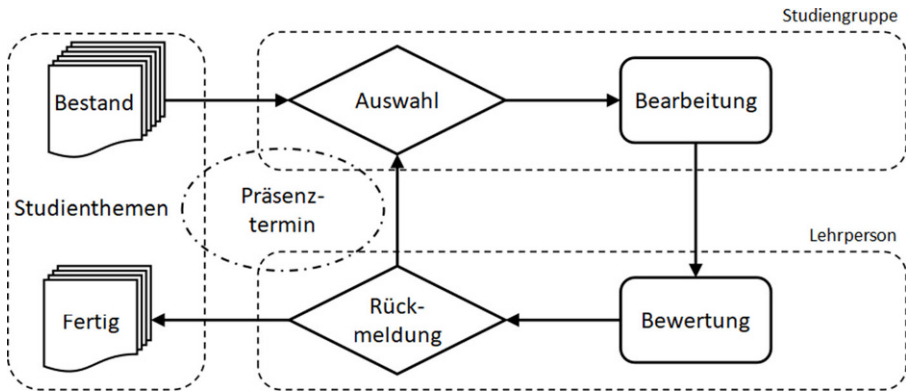 Studiengruppe
Bestand
Auswahl
Bearbeitung
Studienthemen
Präsenz-
termin
Lehrperson
Fertig
Rück-
meldung
Bewertung